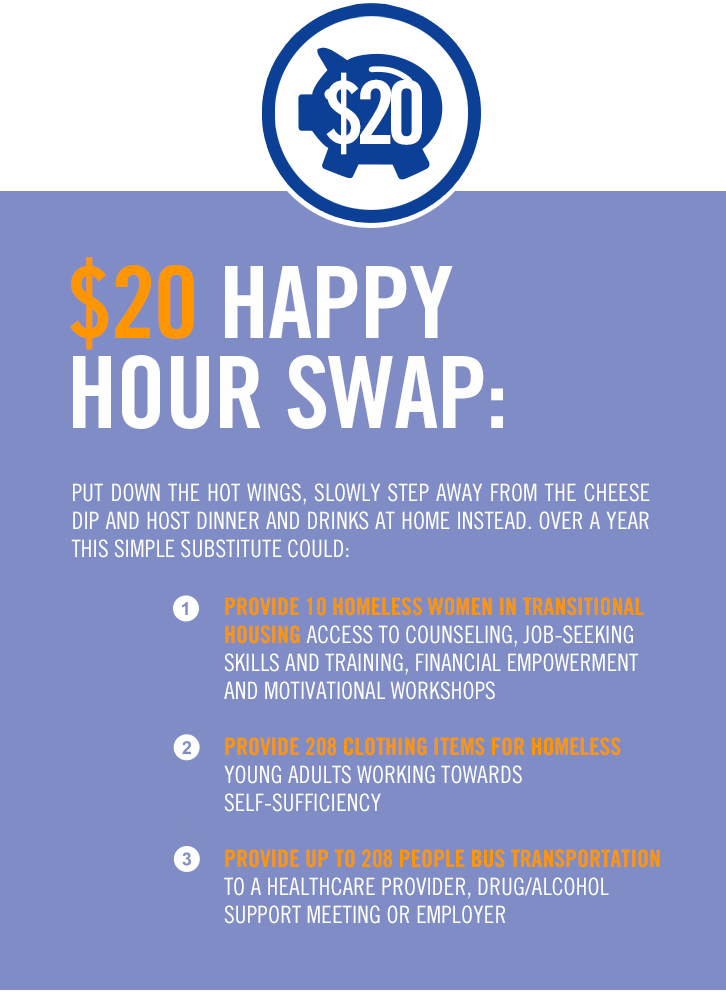 $20
$20 HAPPY
HOUR SWAP:
PUT DOWN THE HOT WINGS, SLOWLY STEP AWAY FROM THE CHEESE
DIP AND HOST DINNER AND DRINKS AT HOME INSTEAD. OVER A YEAR
THIS SIMPLE SUBSTITUTE COULD:
1 PROVIDE 10 HOMELESS WOMEN IN TRANSITIONAL
HOUSING ACCESS TO COUNSELING, JOB-SEEKING
SKILLS AND TRAINING, FINANCIAL EMPOWERMENT
AND MOTIVATIONAL WORKSHOPS
2 PROVIDE 208 CLOTHING ITEMS FOR HOMELESS
YOUNG ADULTS WORKING TOWARDS
SELF-SUFFICIENCY
3 PROVIDE UP TO 208 PEOPLE BUS TRANSPORTATION
TO A HEALTHCARE PROVIDER, DRUG/ALCOHOL
SUPPORT MEETING OR EMPLOYER